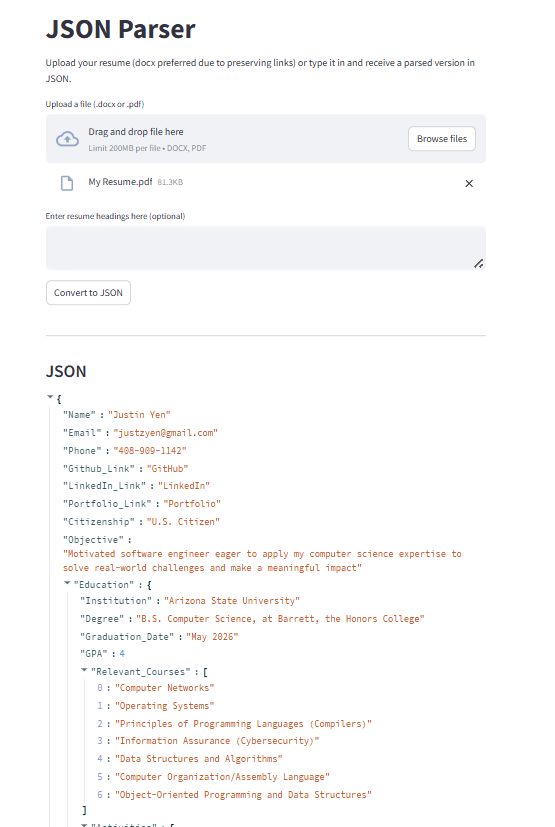 JSON Parser
Upload your resume (docx preferred due to preserving links) or type it in and receive a parsed version in
JSON.
Upload a file (.docx or .pdf)
Drag and drop file here
Limit 200MB per file • DOCX, PDF
Browse files
My Resume.pdf 81.3KB
Enter resume headings here (optional)
Convert to JSON
JSON
{
"Name" : "Justin Yen"
"Email" : "justzyen@gmail.com"
"Phone" : "408-909-1142"
"Github_Link" : "GitHub"
"LinkedIn_Link" : "LinkedIn"
"Portfolio_Link" : "Portfolio"
"Citizenship" : "U.S. Citizen"
"Objective" :
"Motivated software engineer eager to apply my computer science expertise to
solve real-world challenges and make a meaningful impact"
"Education" : {
"Institution" : "Arizona State University"
"Degree" : "B.S. Computer Science, at Barrett, the Honors College"
"Graduation_Date" : "May 2026"
"GPA" : 4
"Relevant_Courses" : [
0 : "Computer Networks"
1 : "Operating Systems"
2 : "Principles of Programming Languages (Compilers)"
3 : "Information Assurance (Cybersecurity)"
4 : "Data Structures and Algorithms"
5 : "Computer Organization/Assembly Language"
6 : "Object-Oriented Programming and Data Structures"
]
"Activities" : [